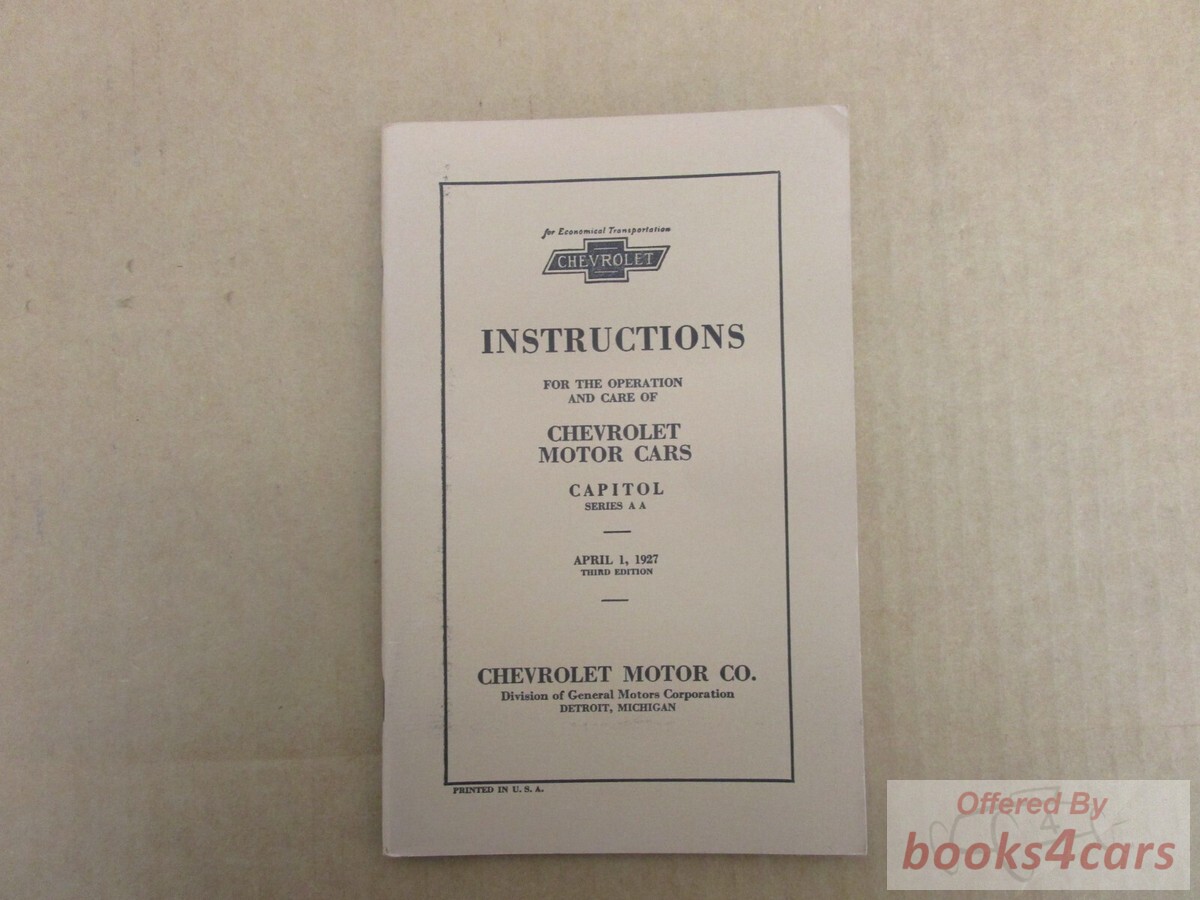 for Economical Transportation
CHEVROLET
INSTRUCTIONS
FOR THE OPERATION
AND CARE OF
CHEVROLET
MOTOR CARS
CAPITOL
SERIES A A
APRIL 1, 1927
THIRD EDITION
CHEVROLET MOTOR CO.
Division of General Motors Corporation
DETROIT, MICHIGAN
PRINTED IN U. S. A.
Offered By
books4cars